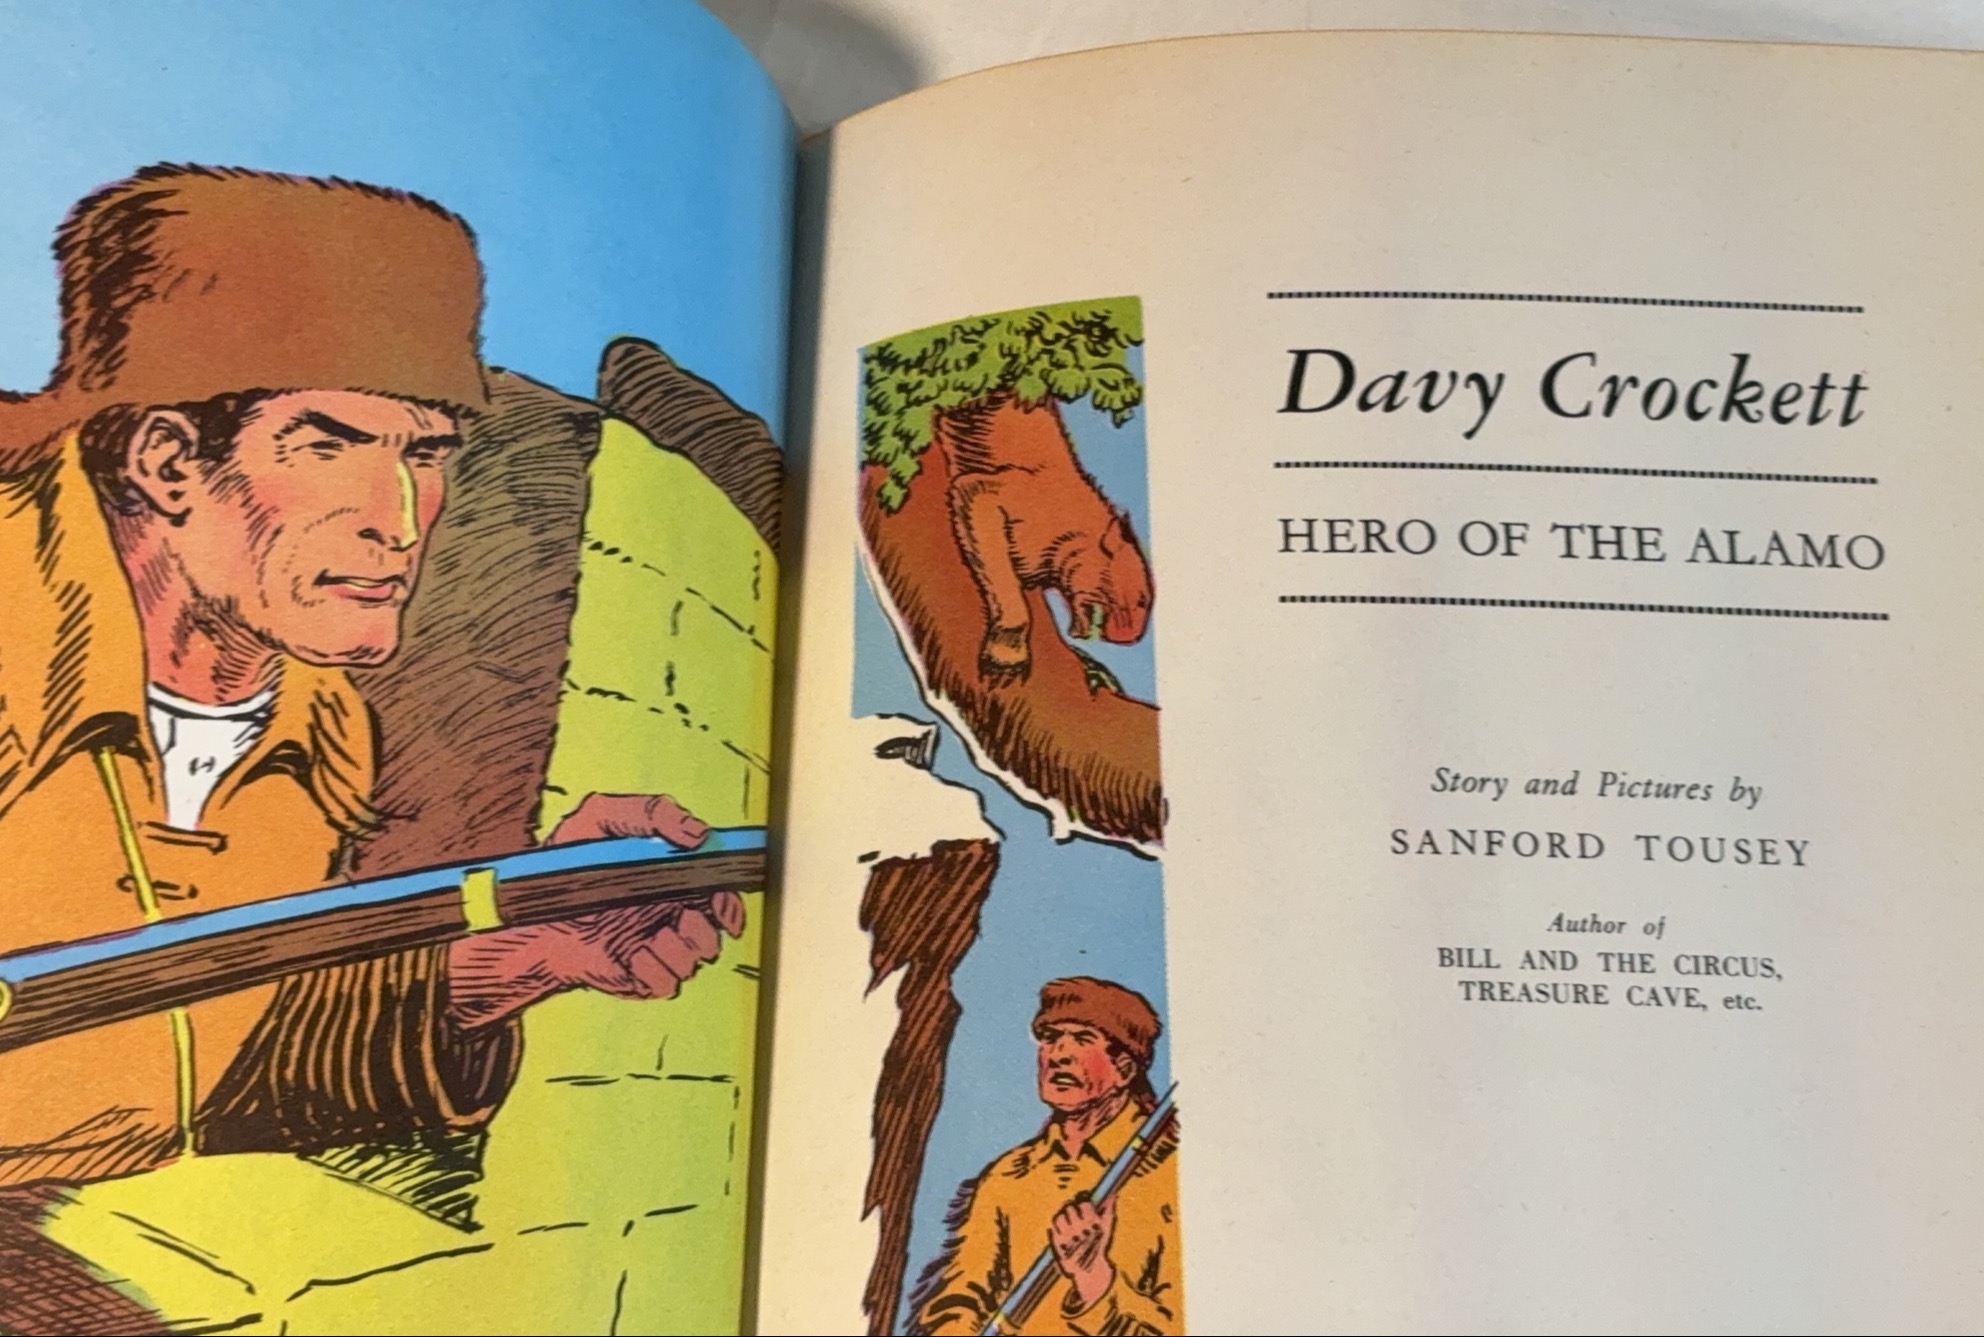 Davy Crockett
HERO OF THE ALAMO
Story and Pictures by
SANFORD TOUSEY
Author of
BILL AND THE CIRCUS,
TREASURE CAVE, etc.